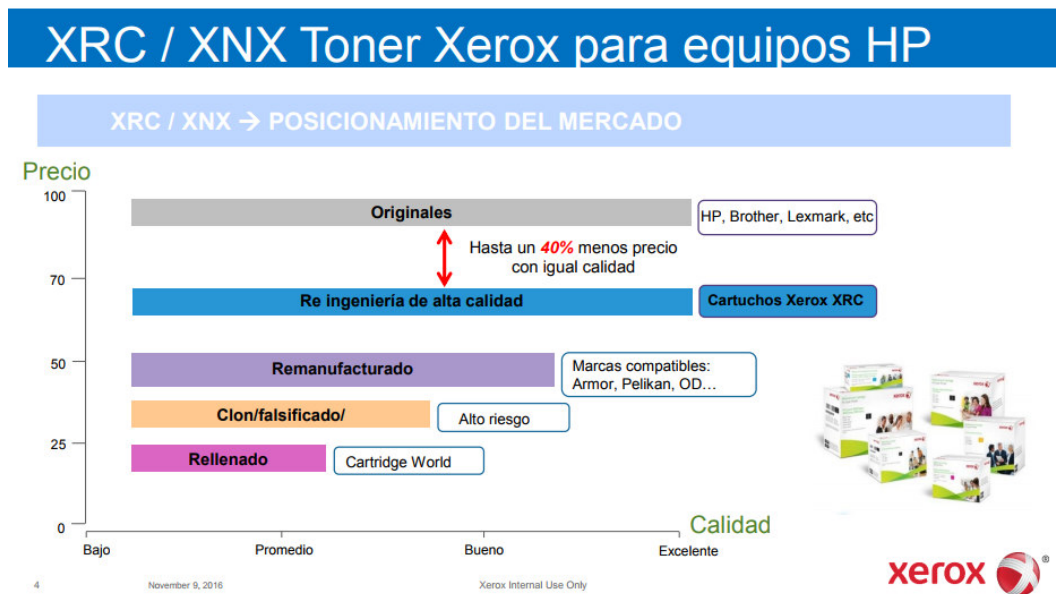 XRC / XNX Toner Xerox para equipos HP
XRC / XNX → POSICIONAMIENTO DEL MERCADO
Precio
100
Originales
HP, Brother, Lexmark, etc
Hasta un 40% menos precio
con igual calidad
70
Re ingeniería de alta calidad
Cartuchos Xerox XRC
50
Remanufacturado
Marcas compatibles:
Armor, Pelikan, OD...
Clon/falsificado/
Alto riesgo
25
Rellenado
Cartridge World
0
Calidad
Bajo
Promedio
Bueno
Excelente
4
November 9, 2016
Xerox Internal Use Only
xerox ®